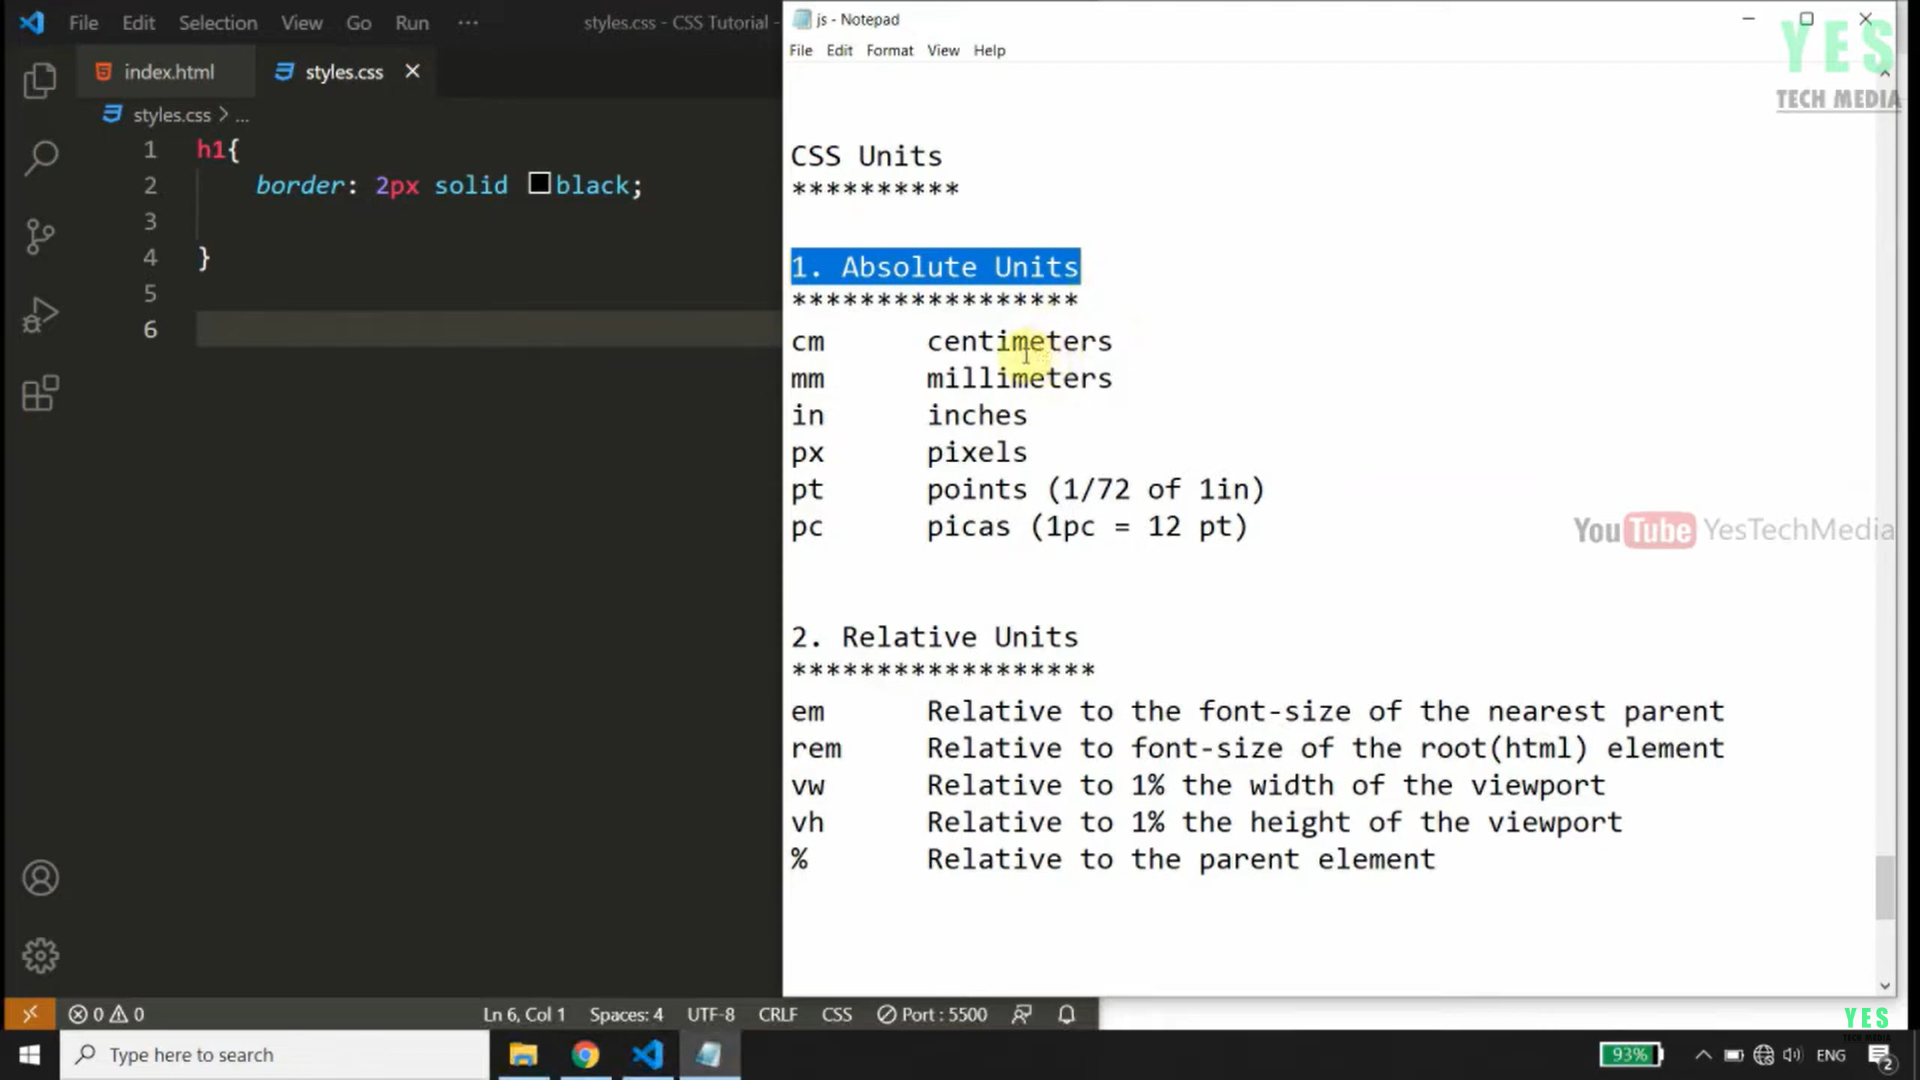 File Edit Selection View Go Run ···
styles.css - CSS Tutorial -
index.html
styles.css
styles.css > ...
1 h1{
2 border: 2px solid black;
3
4 }
5
6
js - Notepad
File Edit Format View Help
CSS Units
**********
1. Absolute Units
*****************
cm centimeters
mm millimeters
in inches
px pixels
pt points (1/72 of 1in)
pc picas (1pc = 12 pt)
2. Relative Units
******************
em Relative to the font-size of the nearest parent
rem Relative to font-size of the root(html) element
vw Relative to 1% the width of the viewport
vh Relative to 1% the height of the viewport
% Relative to the parent element
YES
TECH MEDIA
YouTube YesTechMedia
0 0
Ln 6, Col 1 Spaces: 4 UTF-8 CRLF CSS Port : 5500
YES
TECH MEDIA
Type here to search
93%
ENG
2